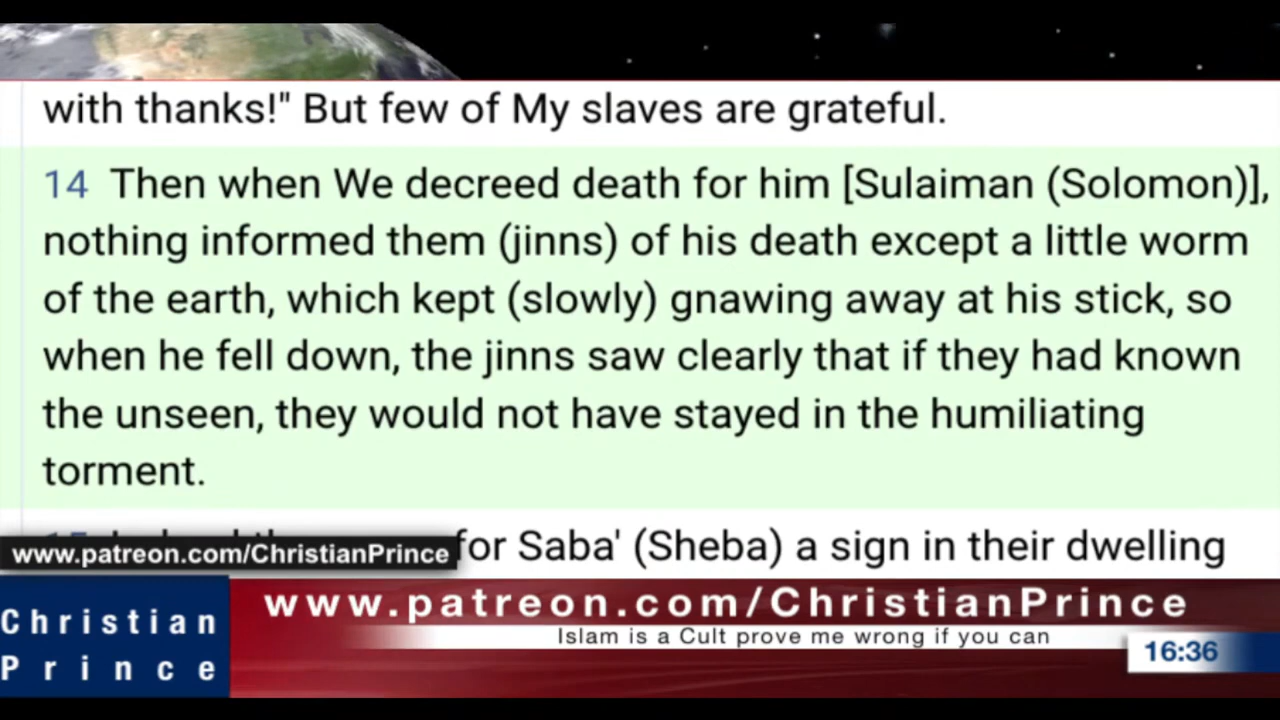 with thanks!" But few of My slaves are grateful.
14 Then when We decreed death for him [Sulaiman (Solomon)],
nothing informed them (jinns) of his death except a little worm
of the earth, which kept (slowly) gnawing away at his stick, so
when he fell down, the jinns saw clearly that if they had known
the unseen, they would not have stayed in the humiliating
torment.
for Saba' (Sheba) a sign in their dwelling
www.patreon.com/ChristianPrince
www.patreon.com/ChristianPrince
Islam is a Cult prove me wrong if you can
Christian
Prince
16:36